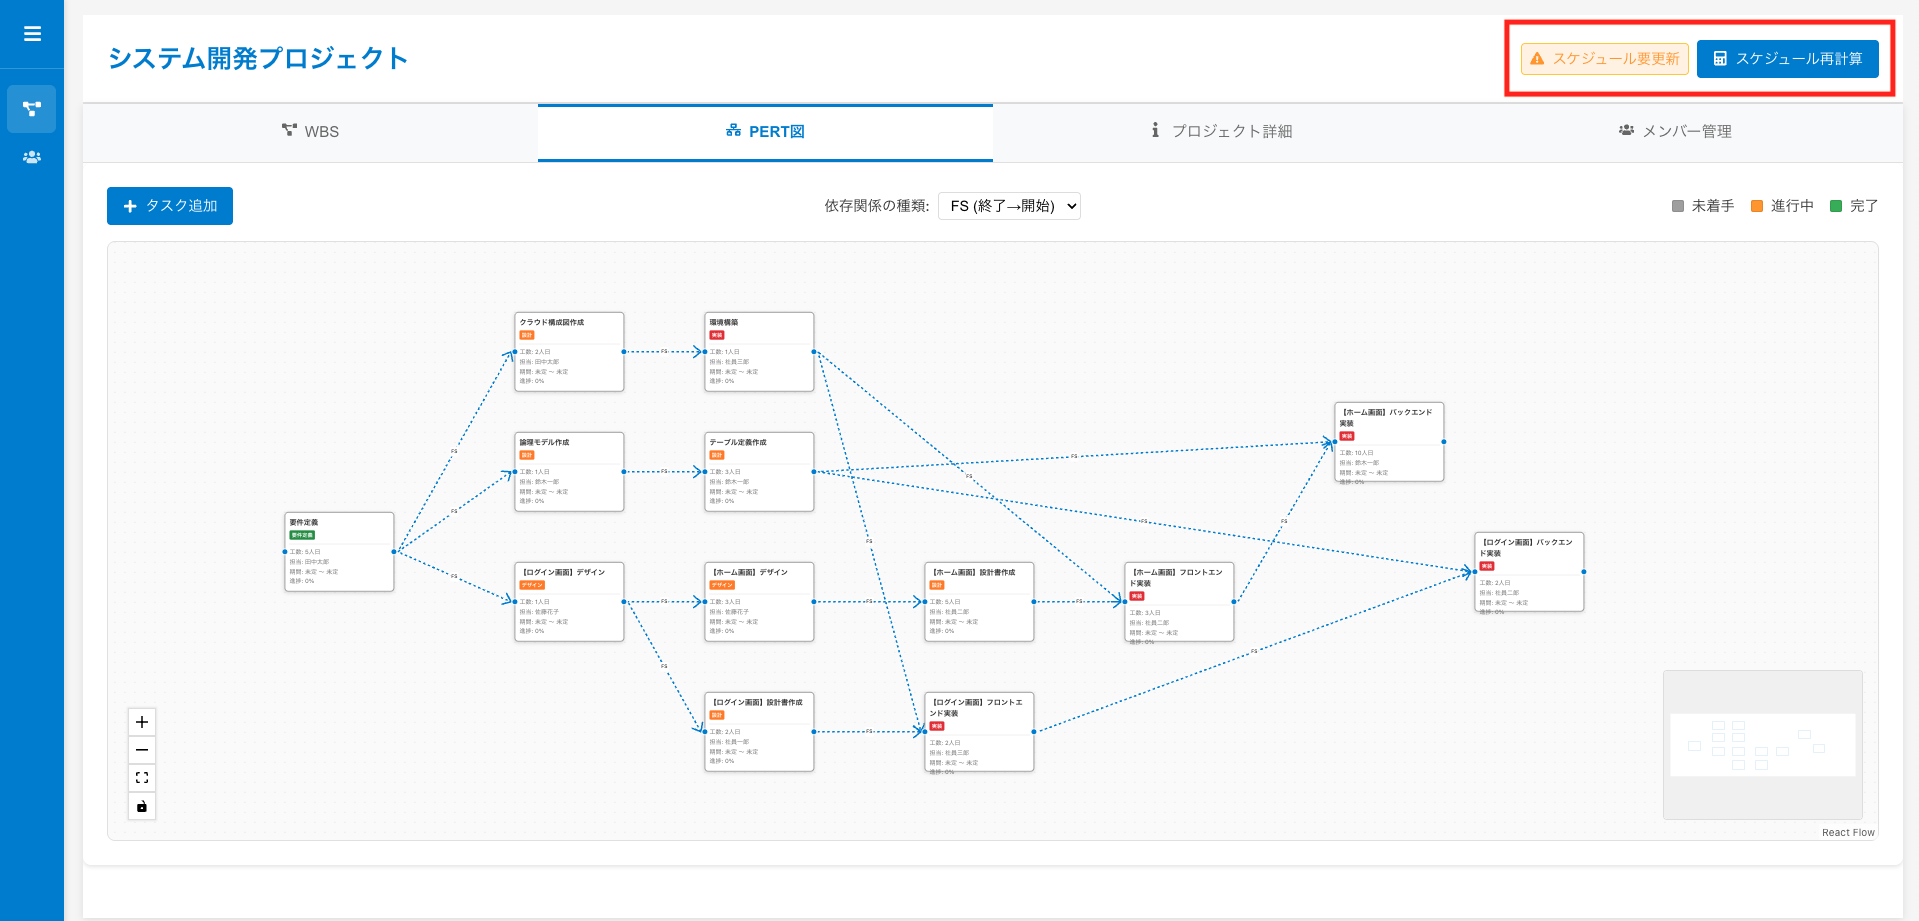 システム開発プロジェクト
スケジュール要更新
スケジュール再計算
WBS
PERT図
プロジェクト詳細
メンバー管理
タスク追加
依存関係の種類:
FS (終了→開始)
未着手
進行中
完了
クラウド構成図作成
設計
工数: 2人日
担当: 田中太郎
期間: 未定 ～ 未定
進捗: 0%
FS
環境構築
実装
工数: 1人日
担当: 社員三郎
期間: 未定 ～ 未定
進捗: 0%
【ホーム画面】バックエンド
実装
実装
工数: 10人日
担当: 鈴木一郎
期間: 未定 ～ 未定
進捗: 0%
論理モデル作成
設計
工数: 1人日
担当: 鈴木一郎
期間: 未定 ～ 未定
進捗: 0%
FS
テーブル定義作成
設計
工数: 3人日
担当: 鈴木一郎
期間: 未定 ～ 未定
進捗: 0%
FS
FS
FS
FS
FS
FS
要件定義
要件定義
工数: 5人日
担当: 田中太郎
期間: 未定 ～ 未定
進捗: 0%
FS
FS
【ログイン画面】バックエン
ド実装
実装
工数: 2人日
担当: 社員二郎
期間: 未定 ～ 未定
進捗: 0%
【ログイン画面】デザイン
デザイン
工数: 1人日
担当: 佐藤花子
期間: 未定 ～ 未定
進捗: 0%
FS
【ホーム画面】デザイン
デザイン
工数: 3人日
担当: 佐藤花子
期間: 未定 ～ 未定
進捗: 0%
FS
【ホーム画面】設計書作成
設計
工数: 5人日
担当: 社員二郎
期間: 未定 ～ 未定
進捗: 0%
FS
【ホーム画面】フロントエン
ド実装
実装
工数: 3人日
担当: 社員二郎
期間: 未定 ～ 未定
進捗: 0%
FS
FS
【ログイン画面】設計書作成
設計
工数: 2人日
担当: 社員一郎
期間: 未定 ～ 未定
進捗: 0%
FS
【ログイン画面】フロントエ
ンド実装
実装
工数: 2人日
担当: 社員三郎
期間: 未定 ～ 未定
進捗: 0%
React Flow